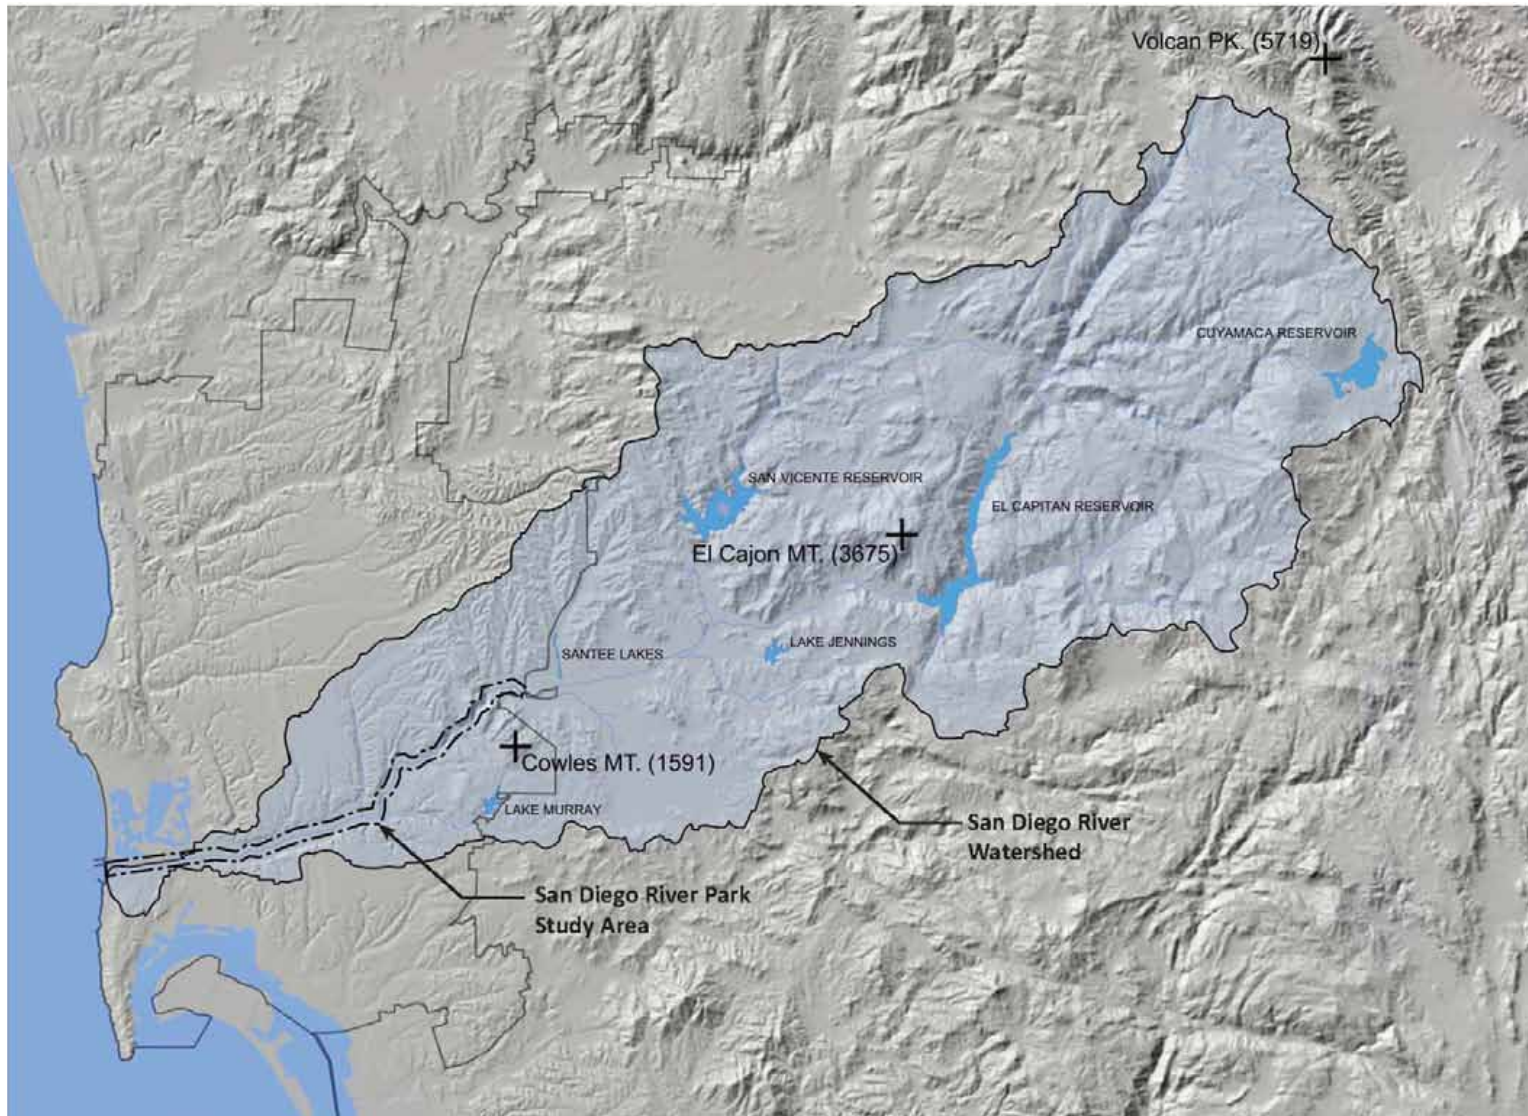 Volcan PK. (5719)
CUYAMACA RESERVOIR
SAN VICENTE RESERVOIR
EL CAPITAN RESERVOIR
El Cajon MT. (3675)
LAKE JENNINGS
SANTEE LAKES
Cowles MT. (1591)
LAKE MURRAY
San Diego River
Watershed
San Diego River Park
Study Area